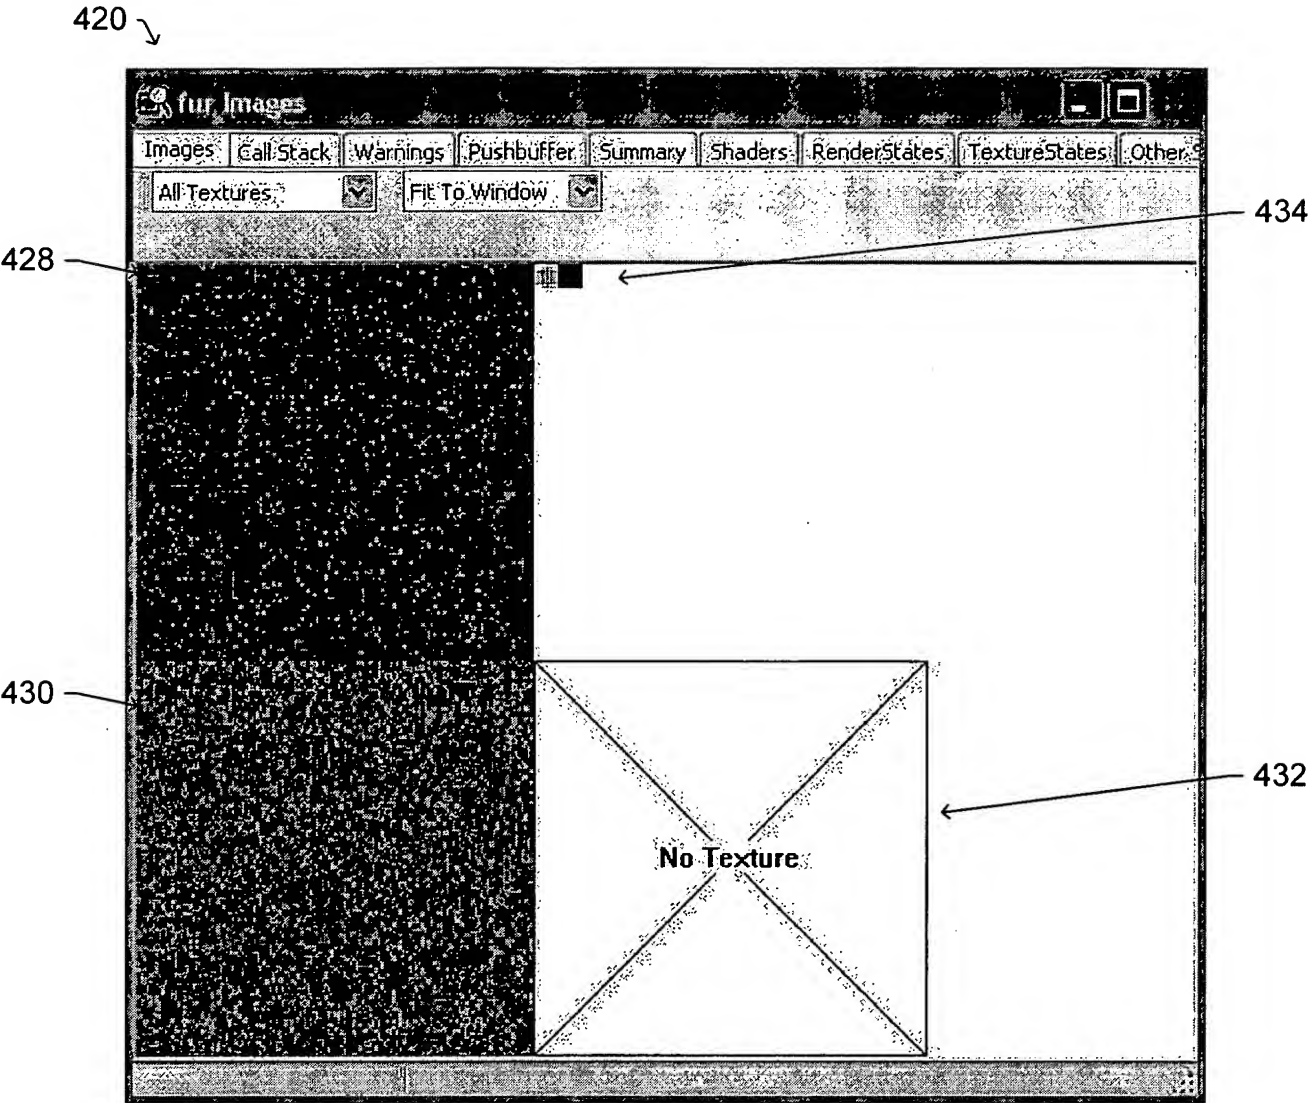 420
fur Images
Images Call Stack Warnings Pushbuffer Summary Shaders RenderStates TextureStates Other
All Textures Fit To Window
434
428
430
432
No Texture